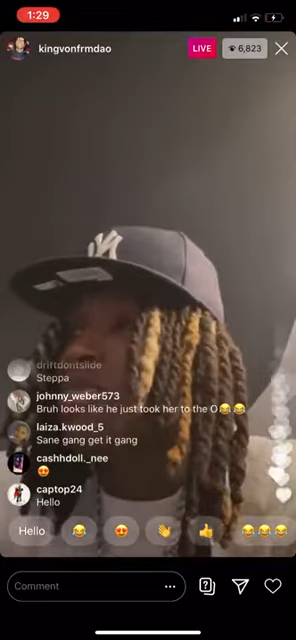 1:29
kingvonfrmdao
LIVE
6,823
NY
driftdontslide
Steppa
johnny_weber573
Bruh looks like he just took her to the O😂😂
laiza.kwood_5
Sane gang get it gang
cashhdoll._nee
😍
captop24
Hello
Hello 😂 😍 👏 👍 😂😂😂
Comment